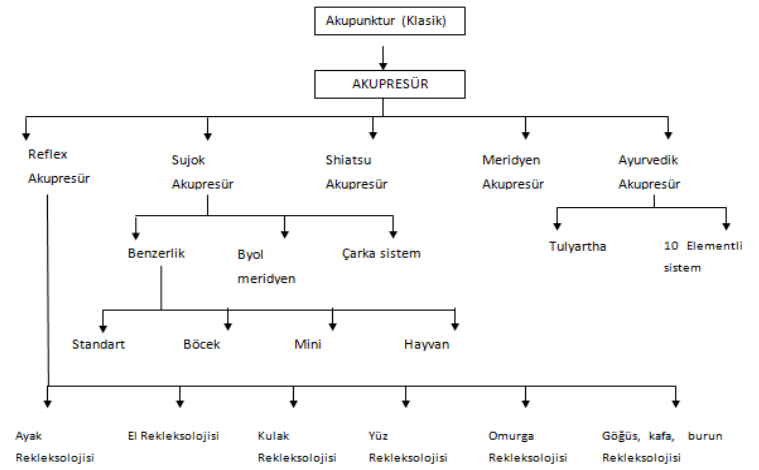 Akupunktur (Klasik)
AKUPRESÜR
Reflex
Akupresür
Sujok
Akupresür
Shiatsu
Akupresür
Meridyen
Akupresür
Ayurvedik
Akupresür
Benzerlik
Byol
meridyen
Çarka sistem
Tulyartha
10 Elementli
sistem
Standart
Böcek
Mini
Hayvan
Ayak
Rekleksolojisi
El Rekleksolojisi
Kulak
Rekleksolojisi
Yüz
Rekleksolojisi
Omurga
Rekleksolojisi
Göğüs, kafa, burun
Rekleksolojisi